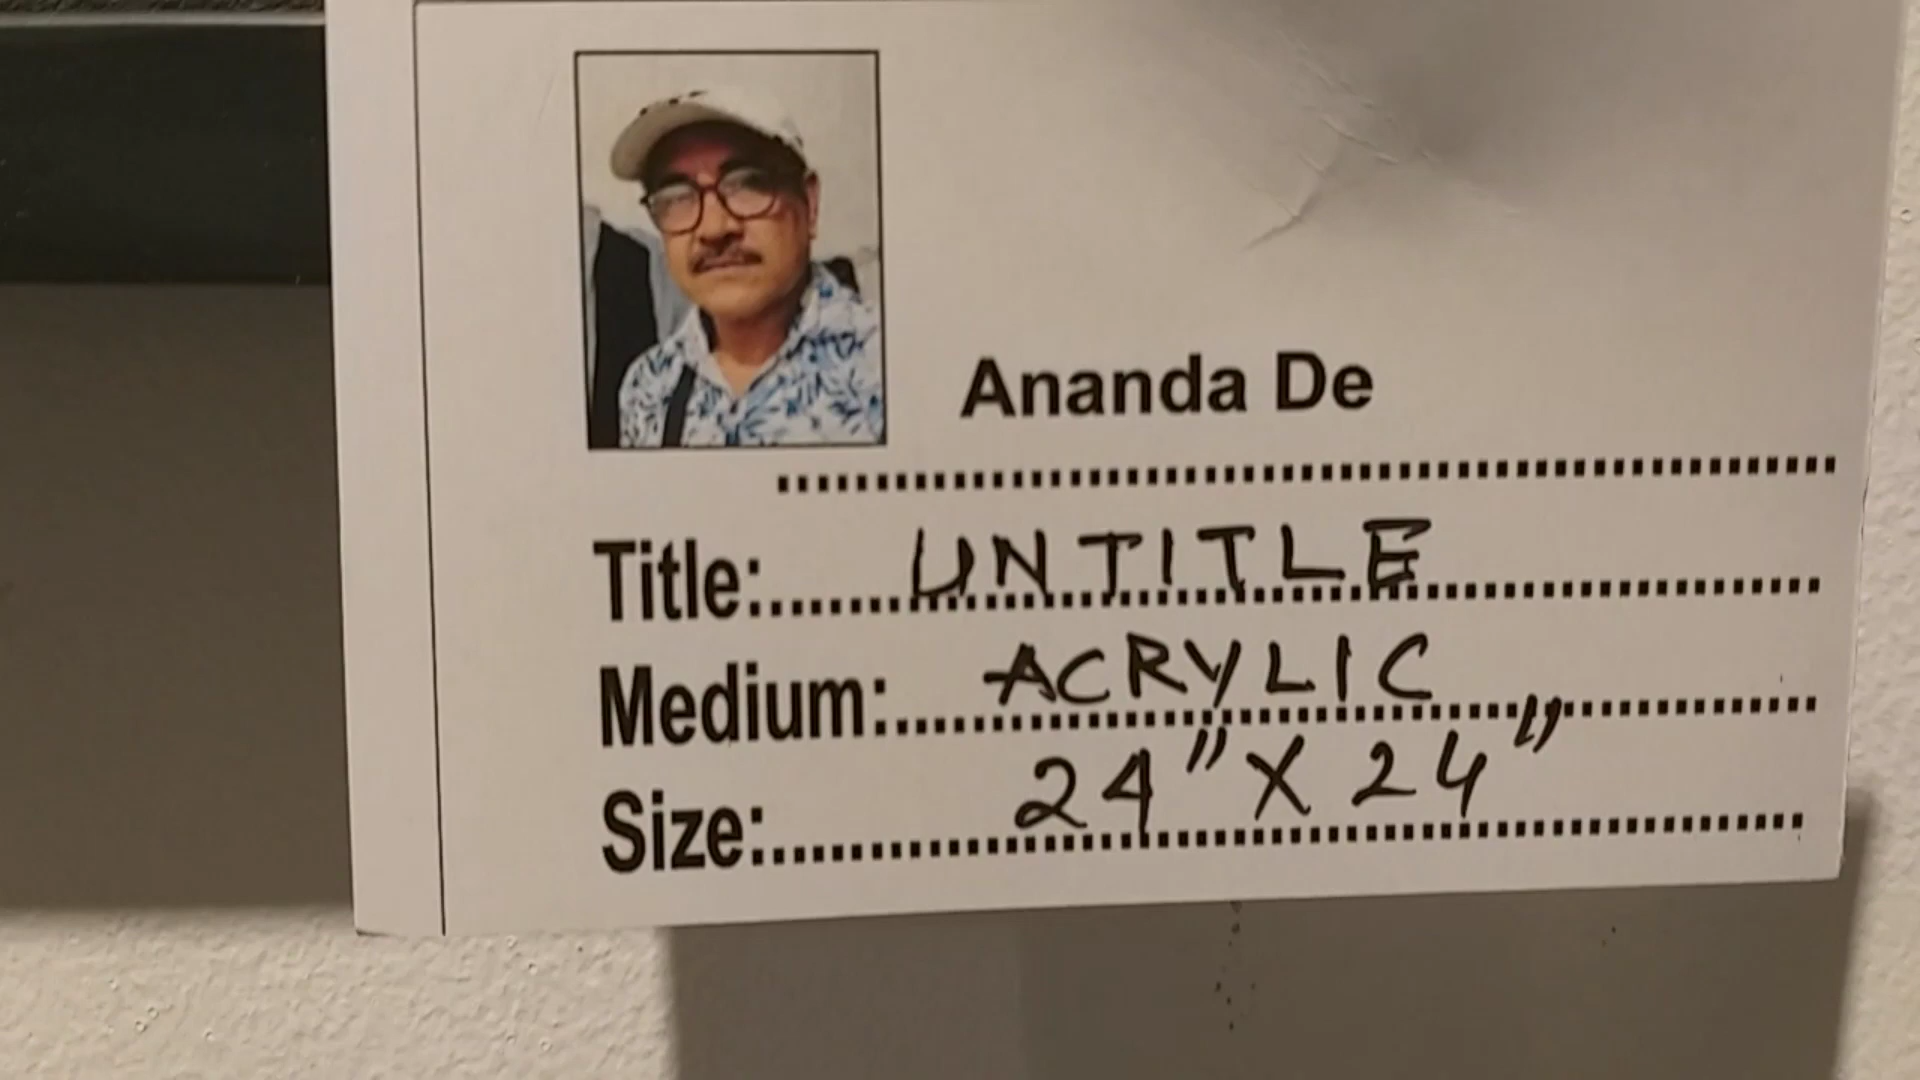 Ananda De
Title: UNTITLE
Medium: ACRYLIC
Size: 24" X 24"